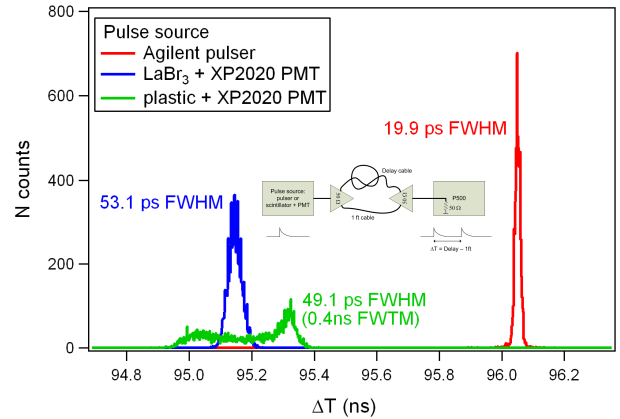 800
600
400
200
0
N counts
Pulse source
Agilent pulser
LaBr3 + XP2020 PMT
plastic + XP2020 PMT
19.9 ps FWHM
53.1 ps FWHM
49.1 ps FWHM
(0.4ns FWTM)
Pulse source:
pulser or
scintillator + PMT
Delay cable
1 ft cable
50 Ω
50 Ω
P500
50 Ω
ΔT = Delay – 1ft
94.8 95.0 95.2 95.4 95.6 95.8 96.0 96.2
ΔT (ns)